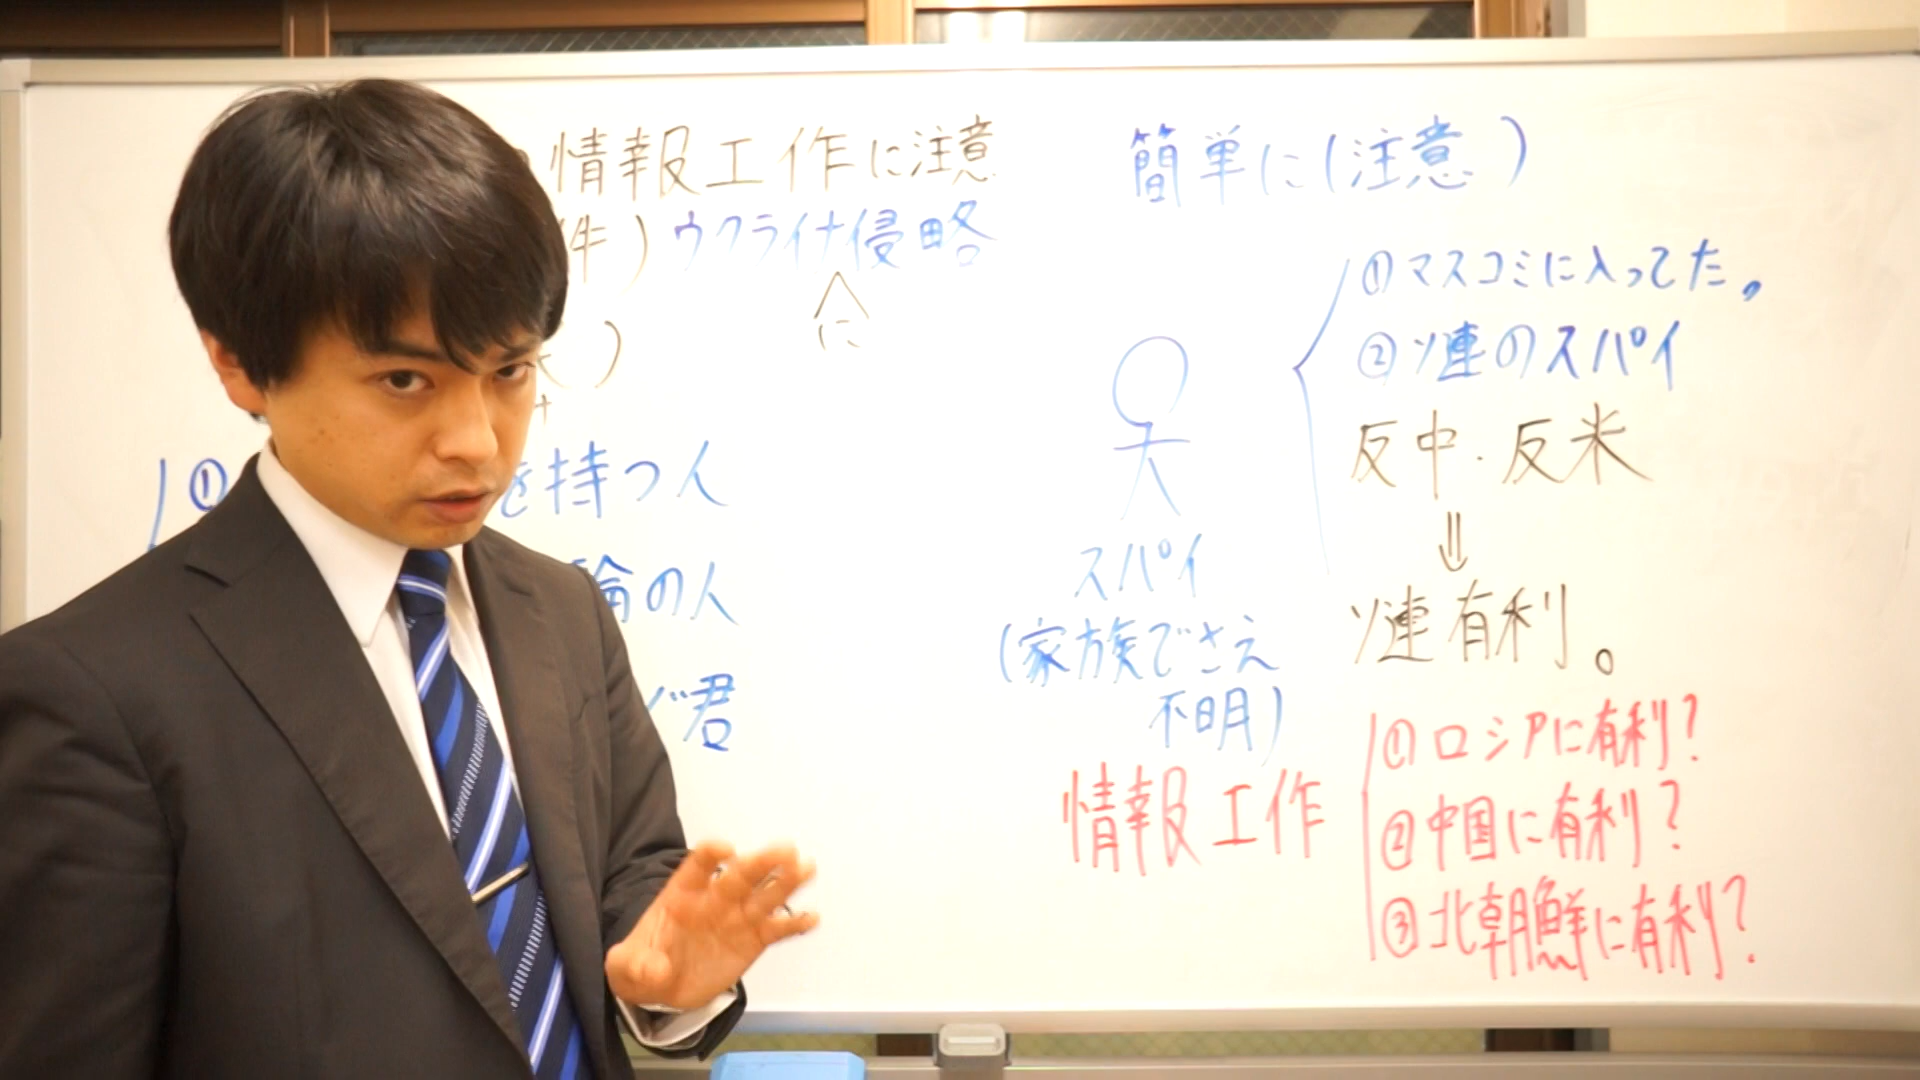 情報工作に注意
件)ウクライナ侵略
に
)
①
を持つ人
論の人
君
簡単に(注意)
①マスコミに入ってた。
②ソ連のスパイ
反中・反米
⇓
ソ連有利。
スパイ
(家族でさえ
不明)
情報工作
①ロシアに有利?
②中国に有利?
③北朝鮮に有利?